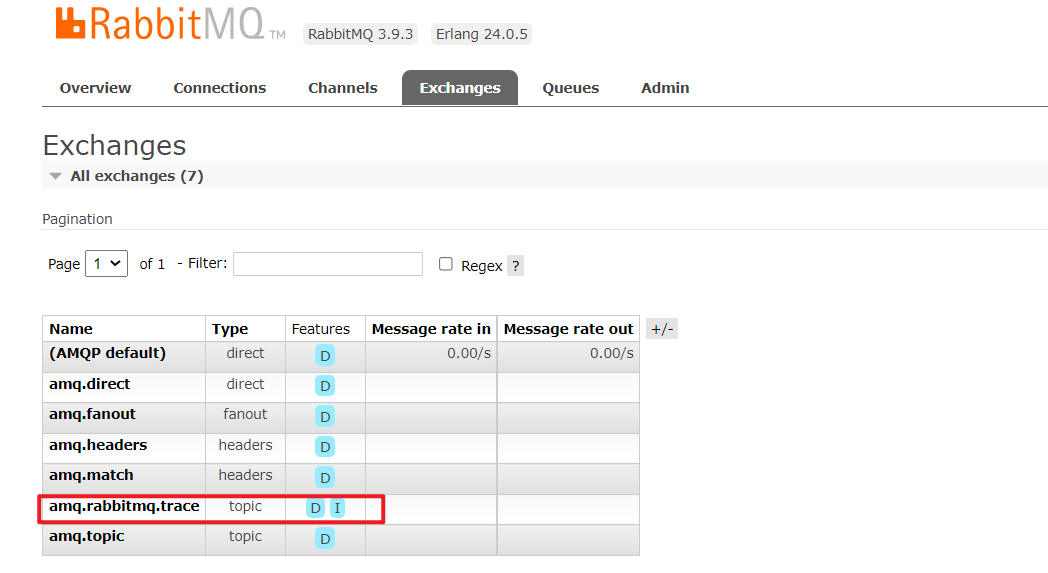 RabbitMQ TM RabbitMQ 3.9.3 Erlang 24.0.5
Overview Connections Channels Exchanges Queues Admin
Exchanges
All exchanges (7)
Pagination
Page 1 of 1 - Filter: Regex ?
Name Type Features Message rate in Message rate out +/-
(AMQP default) direct D 0.00/s 0.00/s
amq.direct direct D
amq.fanout fanout D
amq.headers headers D
amq.match headers D
amq.rabbitmq.trace topic D I
amq.topic topic D